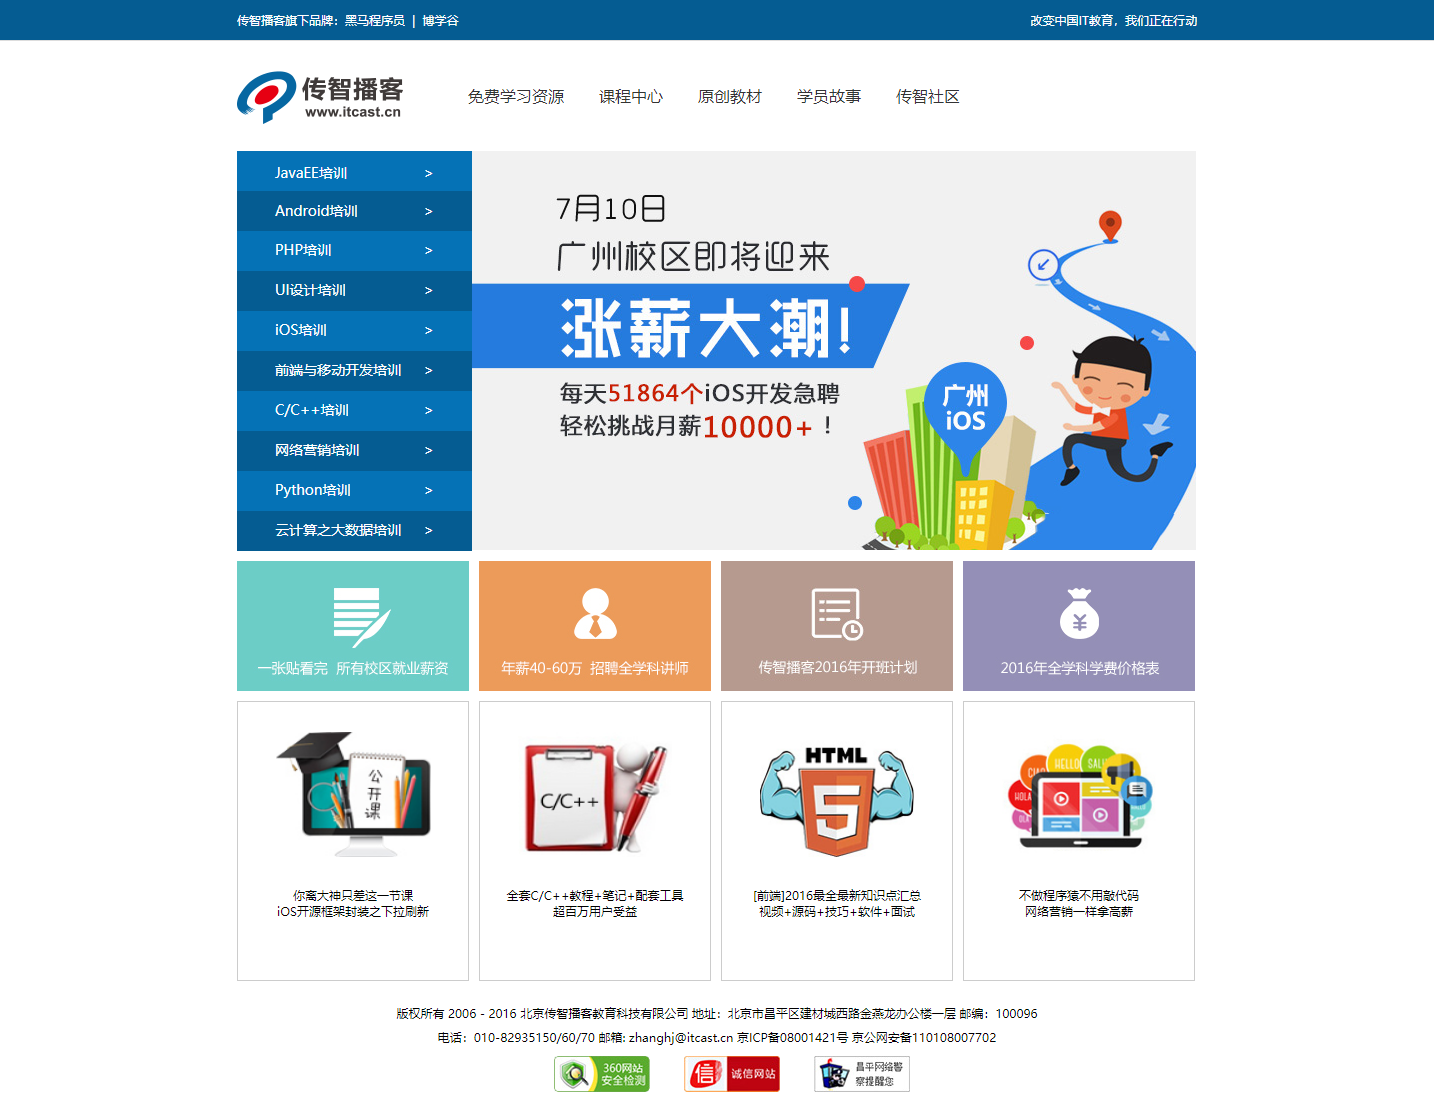 传智播客旗下品牌：黑马程序员 | 博学谷
改变中国IT教育，我们正在行动
传智播客
www.itcast.cn
免费学习资源 课程中心 原创教材 学员故事 传智社区
JavaEE培训 >
Android培训 >
PHP培训 >
UI设计培训 >
iOS培训 >
前端与移动开发培训 >
C/C++培训 >
网络营销培训 >
Python培训 >
云计算之大数据培训 >
7月10日
广州校区即将迎来
涨薪大潮!
每天51864个iOS开发急聘
轻松挑战月薪10000+！
广州
iOS
一张贴看完 所有校区就业薪资
年薪40-60万 招聘全学科讲师
传智播客2016年开班计划
¥
2016年全学科学费价格表
公开课
你离大神只差这一节课
iOS开源框架封装之下拉刷新
C/C++
全套C/C++教程+笔记+配套工具
超百万用户受益
HTML
5
[前端]2016最全最新知识点汇总
视频+源码+技巧+软件+面试
HELLO
HOLA
不做程序猿不用敲代码
网络营销一样拿高薪
版权所有 2006 - 2016 北京传智播客教育科技有限公司 地址：北京市昌平区建材城西路金燕龙办公楼一层 邮编：100096
电话：010-82935150/60/70 邮箱: zhanghj@itcast.cn 京ICP备08001421号 京公网安备110108007702
360网站
安全检测
信 诚信网站
昌平网络警
察提醒您